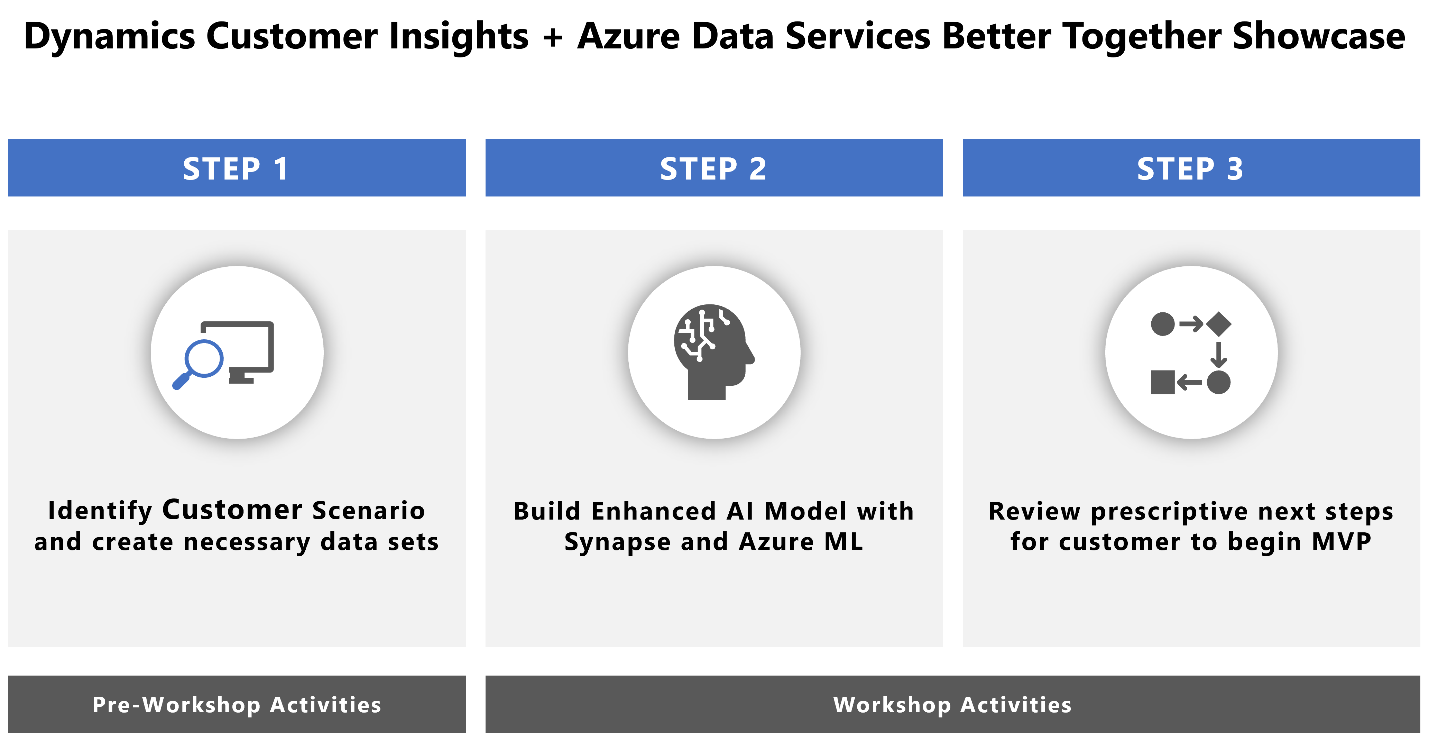 Dynamics Customer Insights + Azure Data Services Better Together Showcase
STEP 1
STEP 2
STEP 3
Identify Customer Scenario
and create necessary data sets
Build Enhanced AI Model with
Synapse and Azure ML
Review prescriptive next steps
for customer to begin MVP
Pre-Workshop Activities
Workshop Activities